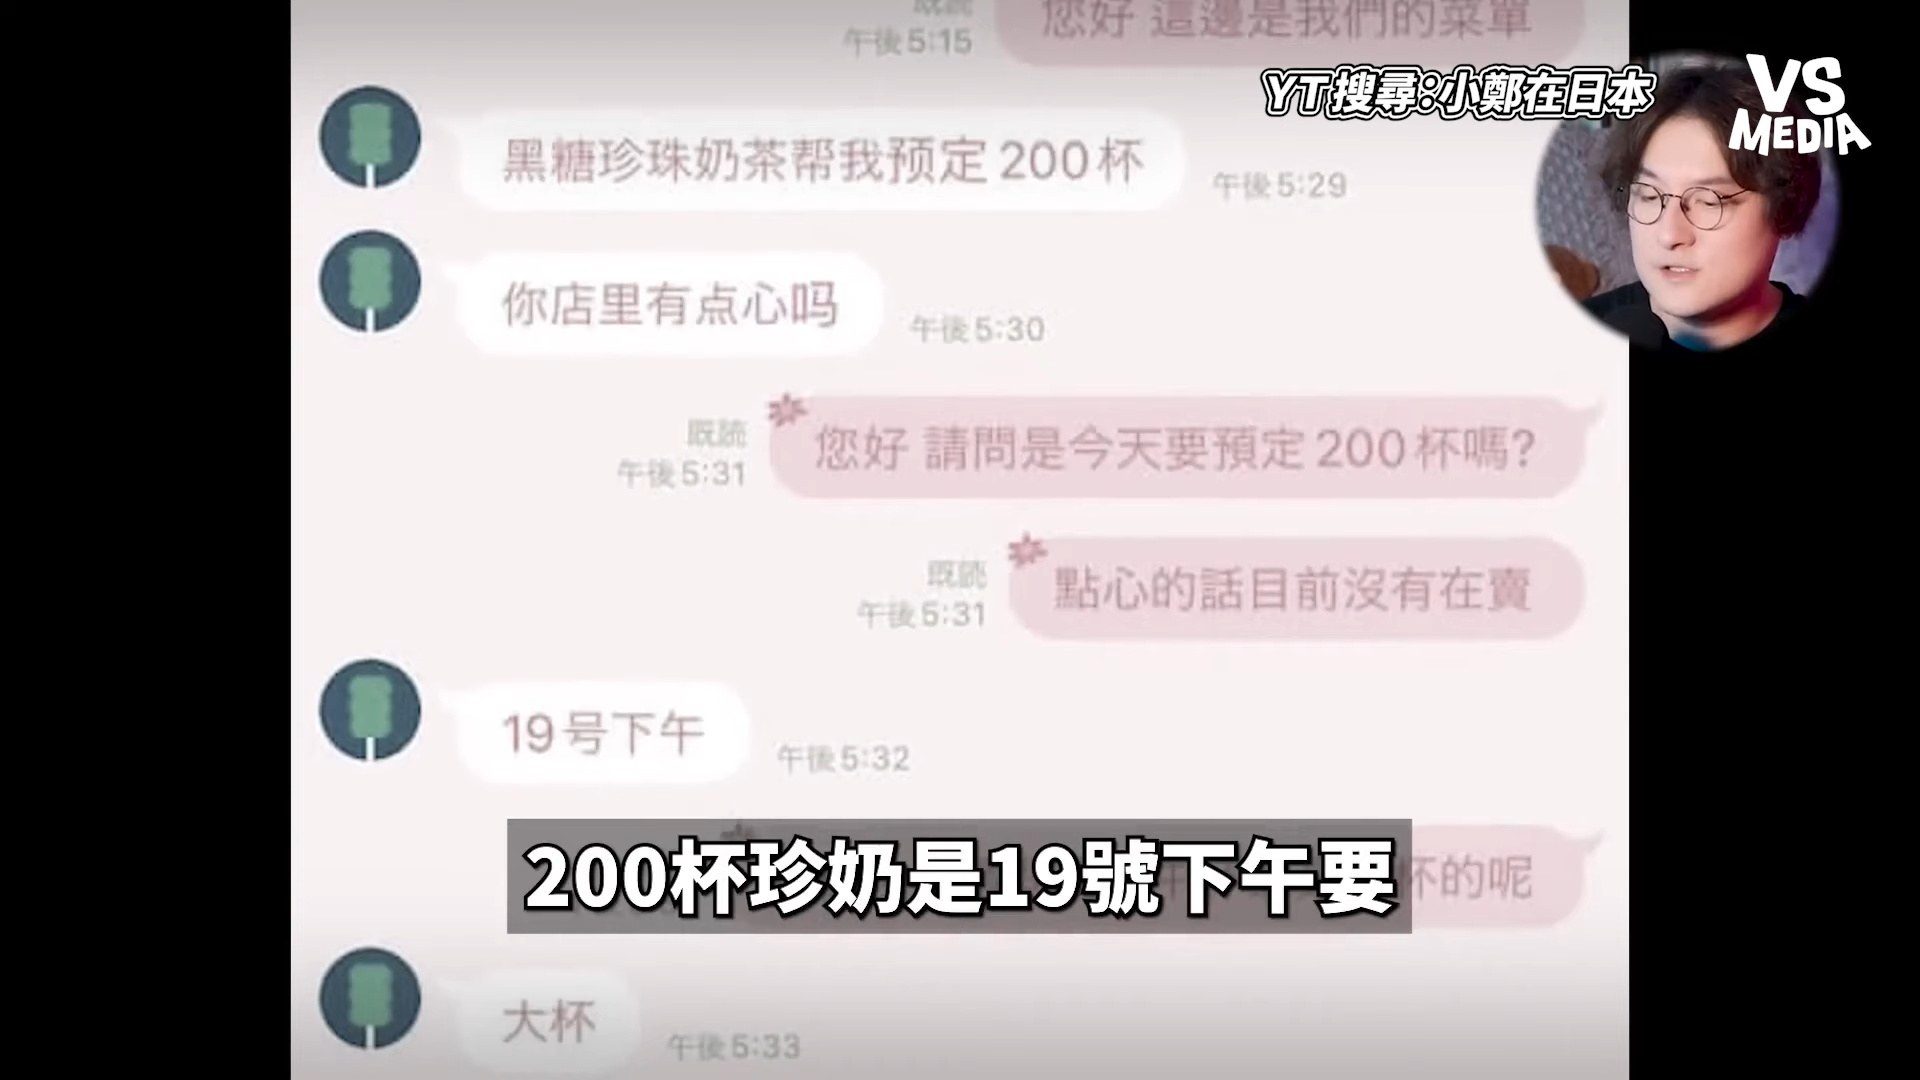 既読
午後5:15
您好 這邊是我們的菜單
YT搜尋:小鄭在日本
VS
MEDIA
黑糖珍珠奶茶帮我预定200杯
午後5:29
你店里有点心吗
午後5:30
既読
午後5:31
您好 請問是今天要預定200杯嗎?
既読
午後5:31
點心的話目前沒有在賣
19号下午
午後5:32
200杯珍奶是19號下午要
杯的呢
大杯
午後5:33